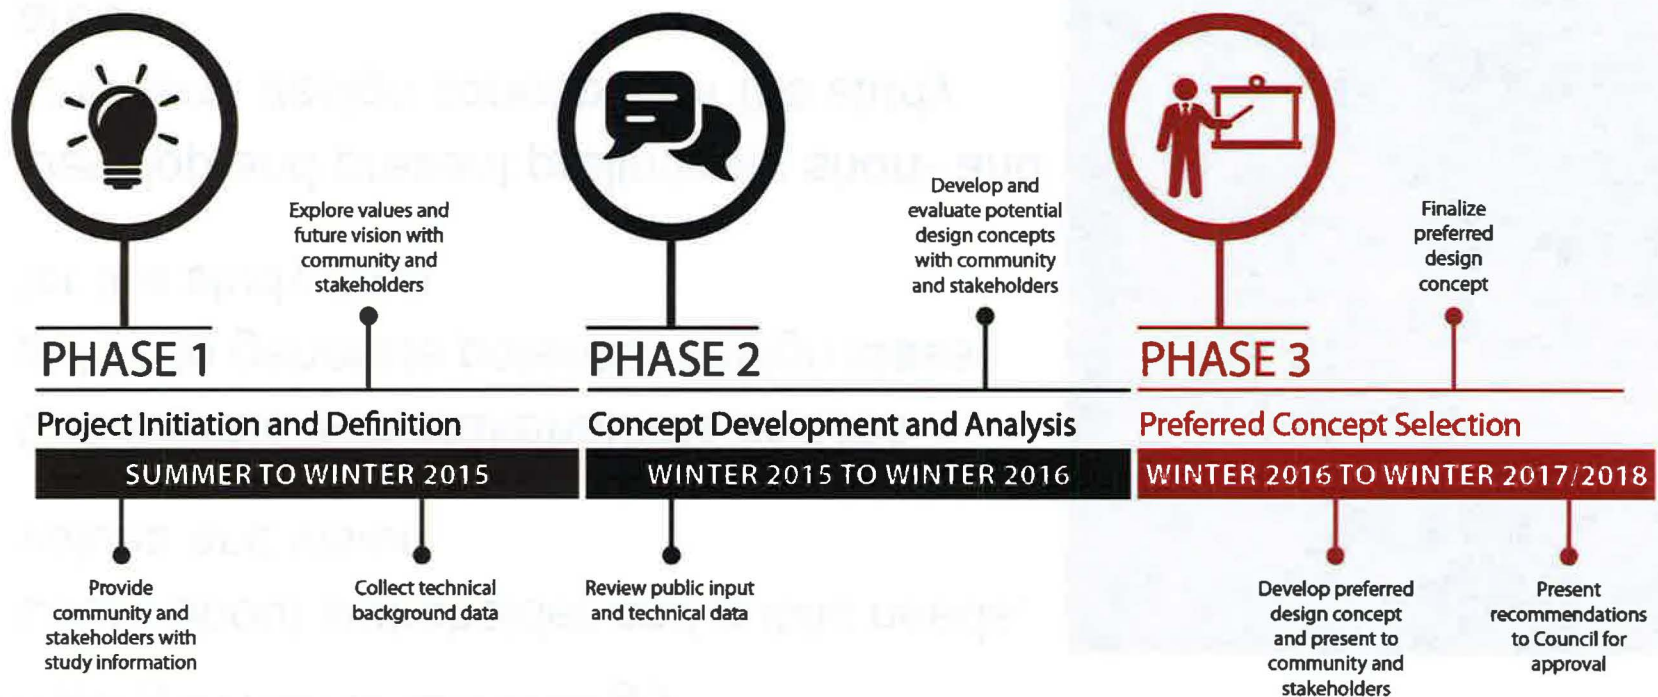 Explore values and
future vision with
community and
stakeholders
PHASE 1
Project Initiation and Definition
SUMMER TO WINTER 2015
Provide
community and
stakeholders with
study information
Collect technical
background data
Develop and
evaluate potential
design concepts
with community
and stakeholders
PHASE 2
Concept Development and Analysis
WINTER 2015 TO WINTER 2016
Review public input
and technical data
Finalize
preferred
design
concept
PHASE 3
Preferred Concept Selection
WINTER 2016 TO WINTER 2017/2018
Develop preferred
design concept
and present to
community and
stakeholders
Present
recommendations
to Council for
approval